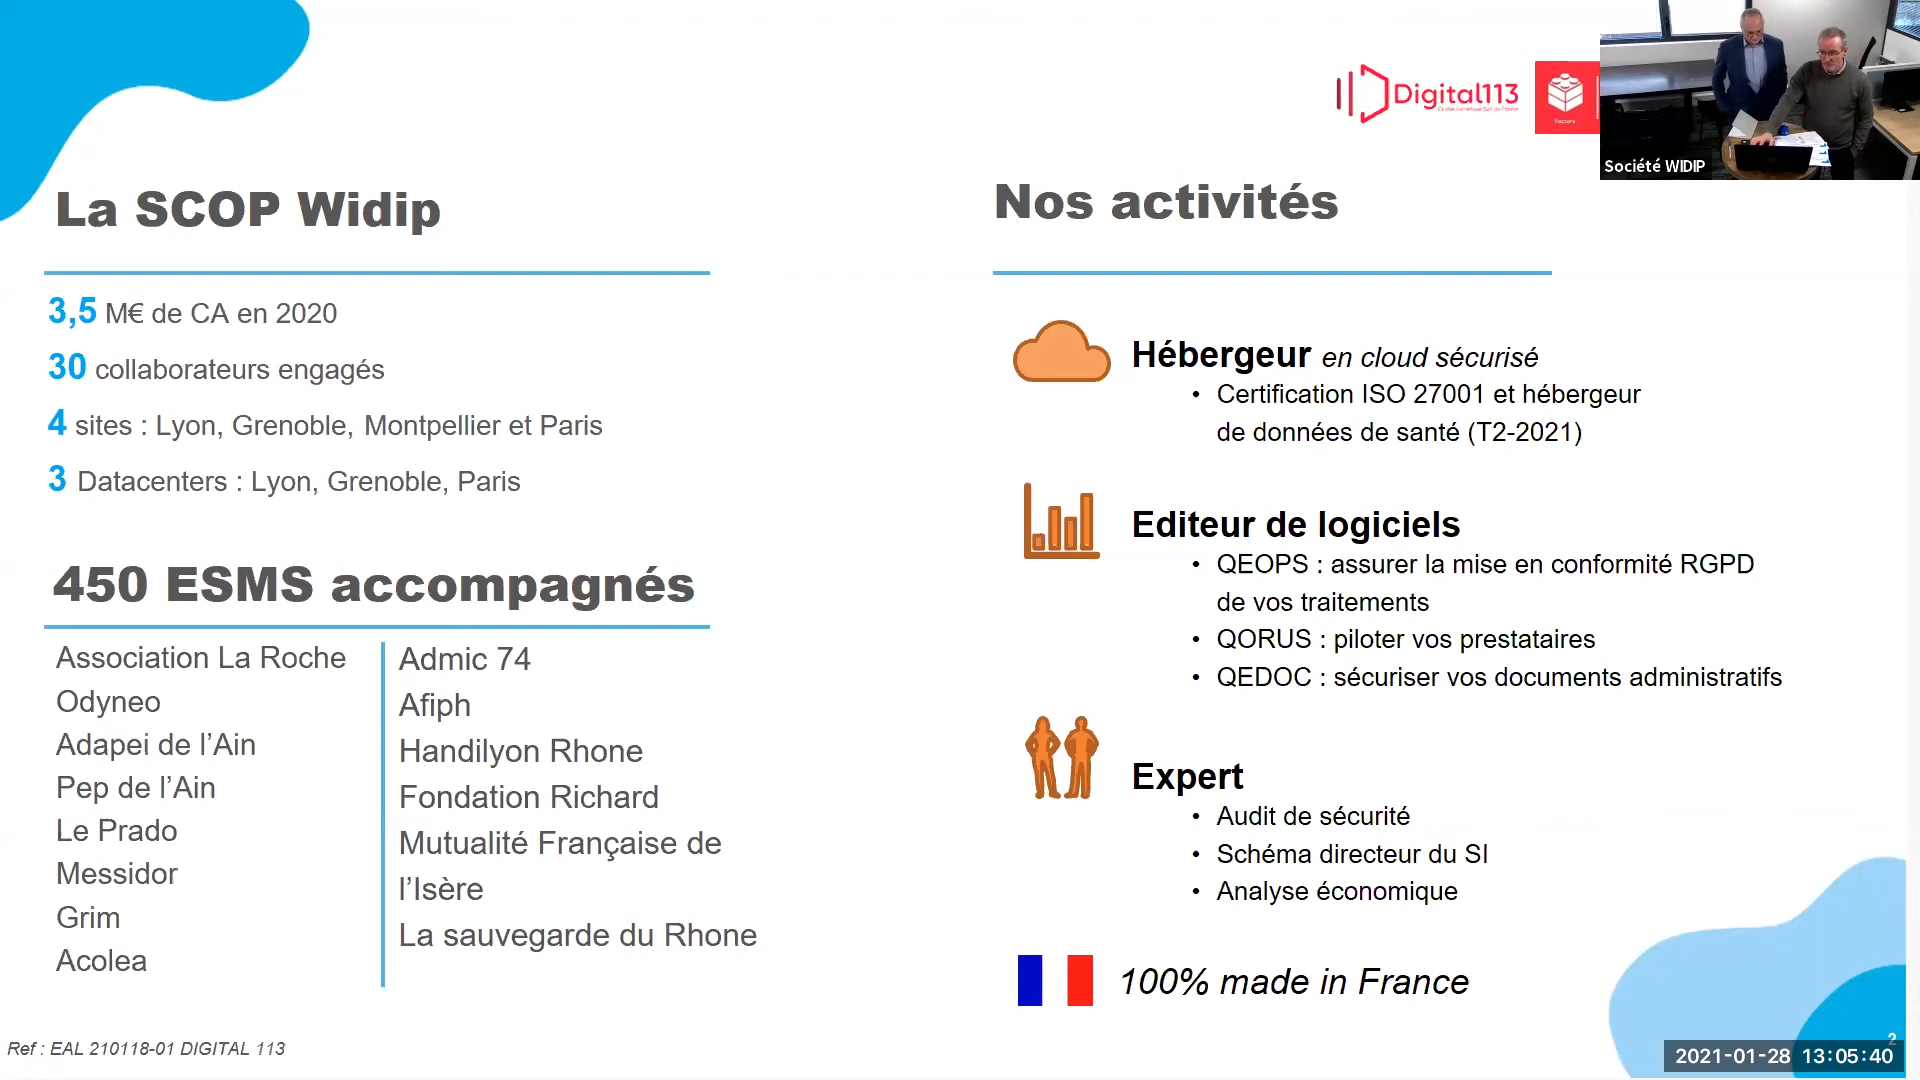 Digital113
Factory
Société WIDIP
La SCOP Widip
3,5 M€ de CA en 2020
30 collaborateurs engagés
4 sites : Lyon, Grenoble, Montpellier et Paris
3 Datacenters : Lyon, Grenoble, Paris
450 ESMS accompagnés
Association La Roche
Odyneo
Adapei de l’Ain
Pep de l’Ain
Le Prado
Messidor
Grim
Acolea
Admic 74
Afiph
Handilyon Rhone
Fondation Richard
Mutualité Française de
l’Isère
La sauvegarde du Rhone
Nos activités
Hébergeur en cloud sécurisé
• Certification ISO 27001 et hébergeur
de données de santé (T2-2021)
Editeur de logiciels
• QEOPS : assurer la mise en conformité RGPD
de vos traitements
• QORUS : piloter vos prestataires
• QEDOC : sécuriser vos documents administratifs
Expert
• Audit de sécurité
• Schéma directeur du SI
• Analyse économique
100% made in France
Ref : EAL 210118-01 DIGITAL 113
2
2021-01-28 13:05:40